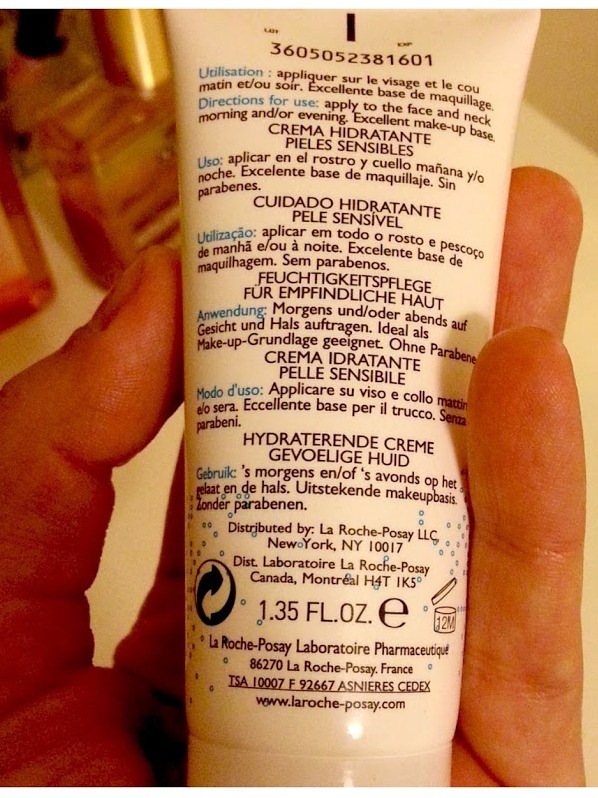 LOT
EXP
3605052381601
Utilisation : appliquer sur le visage et le cou
matin et/ou soir. Excellente base de maquillage.
Directions for use: apply to the face and neck
morning and/or evening. Excellent make-up base.
CREMA HIDRATANTE
PIELES SENSIBLES
Uso: aplicar en el rostro y cuello mañana y/o
noche. Excelente base de maquillaje. Sin
parabenes.
CUIDADO HIDRATANTE
PELE SENSÍVEL
Utilização: aplicar em todo o rosto e pescoço
de manhã e/ou à noite. Excelente base de
maquilhagem. Sem parabenos.
FEUCHTIGKEITSPFLEGE
FÜR EMPFINDLICHE HAUT
Anwendung: Morgens und/oder abends auf
Gesicht und Hals auftragen. Ideal als
Make-up-Grundlage geeignet. Ohne Parabene
CREMA IDRATANTE
PELLE SENSIBILE
Modo d'uso: Applicare su viso e collo mattin
e/o sera. Eccellente base per il trucco. Senza
parabeni.
HYDRATERENDE CREME
GEVOELIGE HUID
Gebruik: 's morgens en/of 's avonds op het
gelaat en de hals. Uitstekende makeupbasis.
Zonder parabenen.
Distributed by: La Roche-Posay LLC
New York, NY 10017
Dist. Laboratoire La Roche-Posay
Canada, Montréal H4T 1K5
1.35 FL.OZ. e
12M
La Roche-Posay Laboratoire Pharmaceutique
86270 La Roche-Posay. France
TSA 10007 F 92667 ASNIERES CEDEX
www.laroche-posay.com